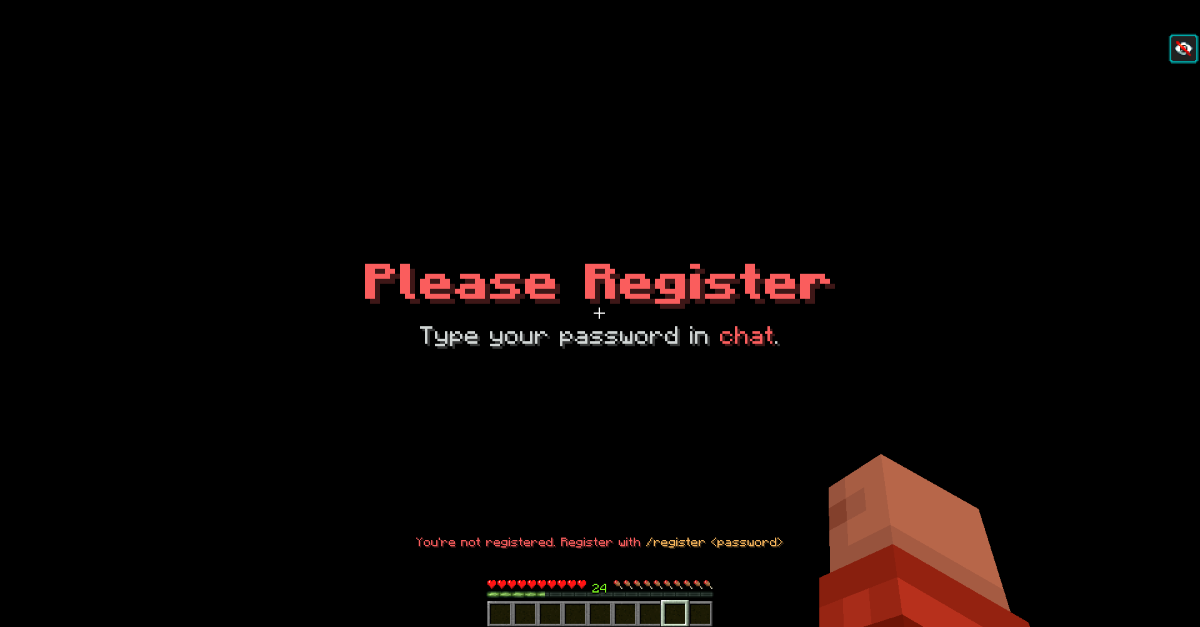 Please Register
Type your password in chat.
You're not registered. Register with /register <password>
24